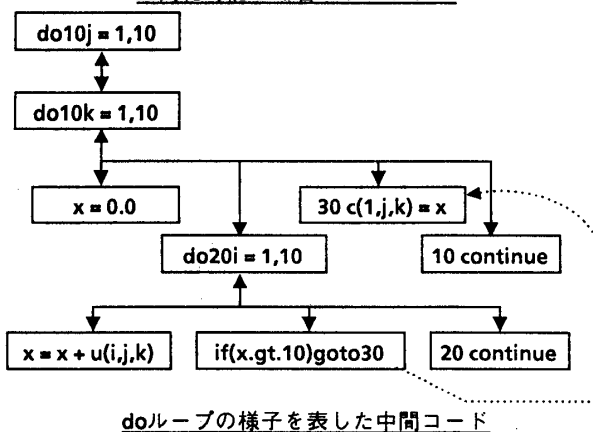 do10j = 1,10
do10k = 1,10
x = 0.0
30 c(1,j,k) = x
do20i = 1,10
10 continue
x = x + u(i,j,k)
if(x.gt.10)goto30
20 continue
doループの様子を表した中間コード